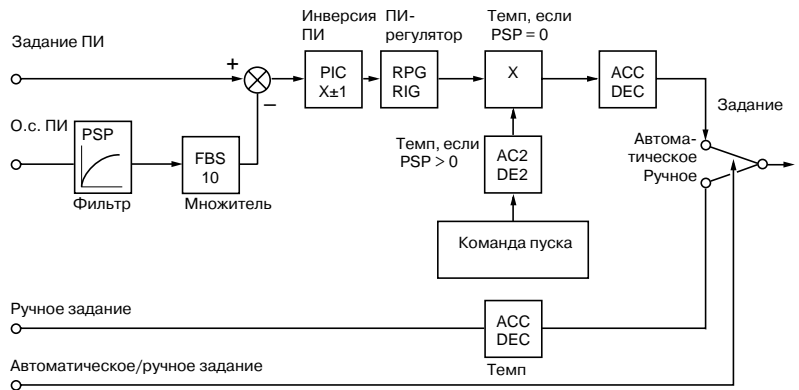 Задание ПИ
+
−
О.с. ПИ
PSP
Фильтр
FBS
10
Множитель
Инверсия
ПИ
PIC
X±1
ПИ-
регулятор
RPG
RIG
Темп, если
PSP = 0
X
ACC
DEC
Темп, если
PSP > 0
AC2
DE2
Команда пуска
Задание
Автома-
тическое
Ручное
Ручное задание
ACC
DEC
Темп
Автоматическое/ручное задание